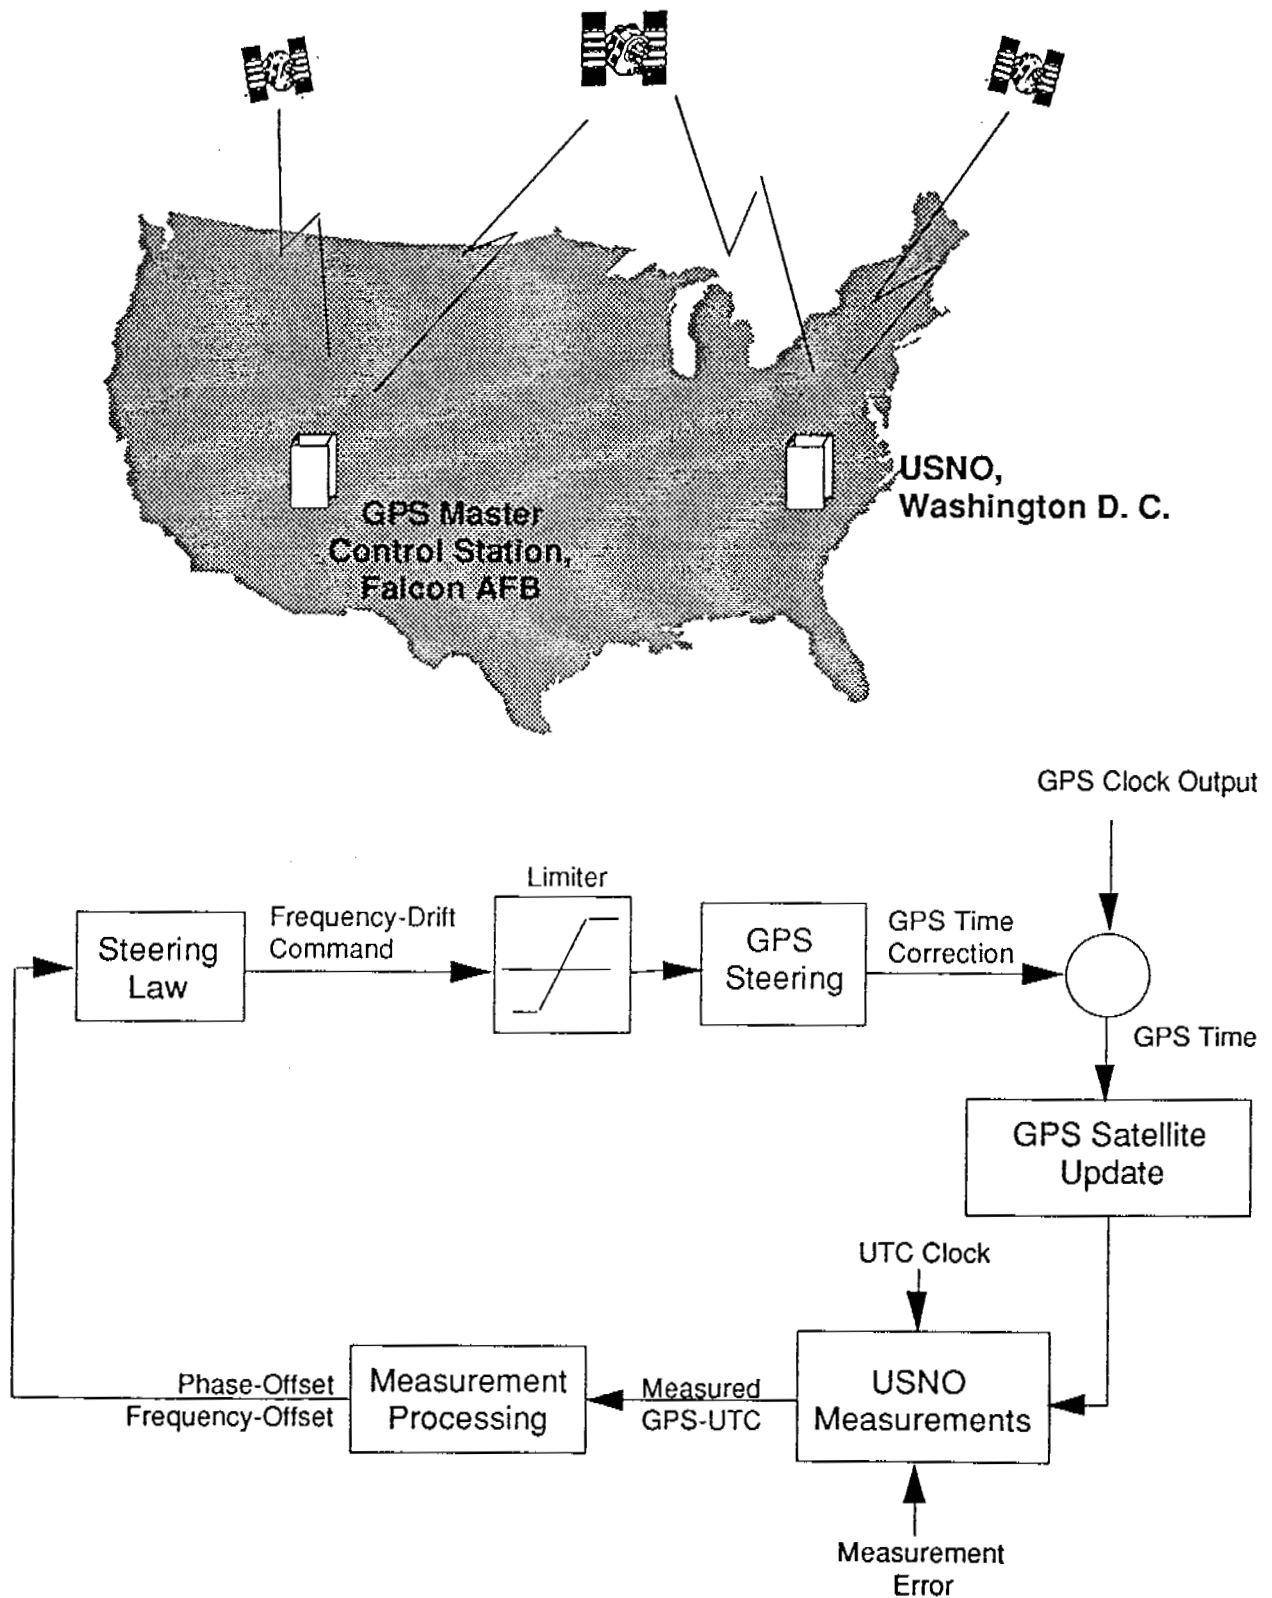 USNO,
Washington D. C.
GPS Master
Control Station,
Falcon AFB
GPS Clock Output
Limiter
Steering
Law
Frequency-Drift
Command
GPS
Steering
GPS Time
Correction
GPS Time
GPS Satellite
Update
UTC Clock
USNO
Measurements
Measured
GPS-UTC
Measurement
Processing
Phase-Offset
Frequency-Offset
Measurement
Error